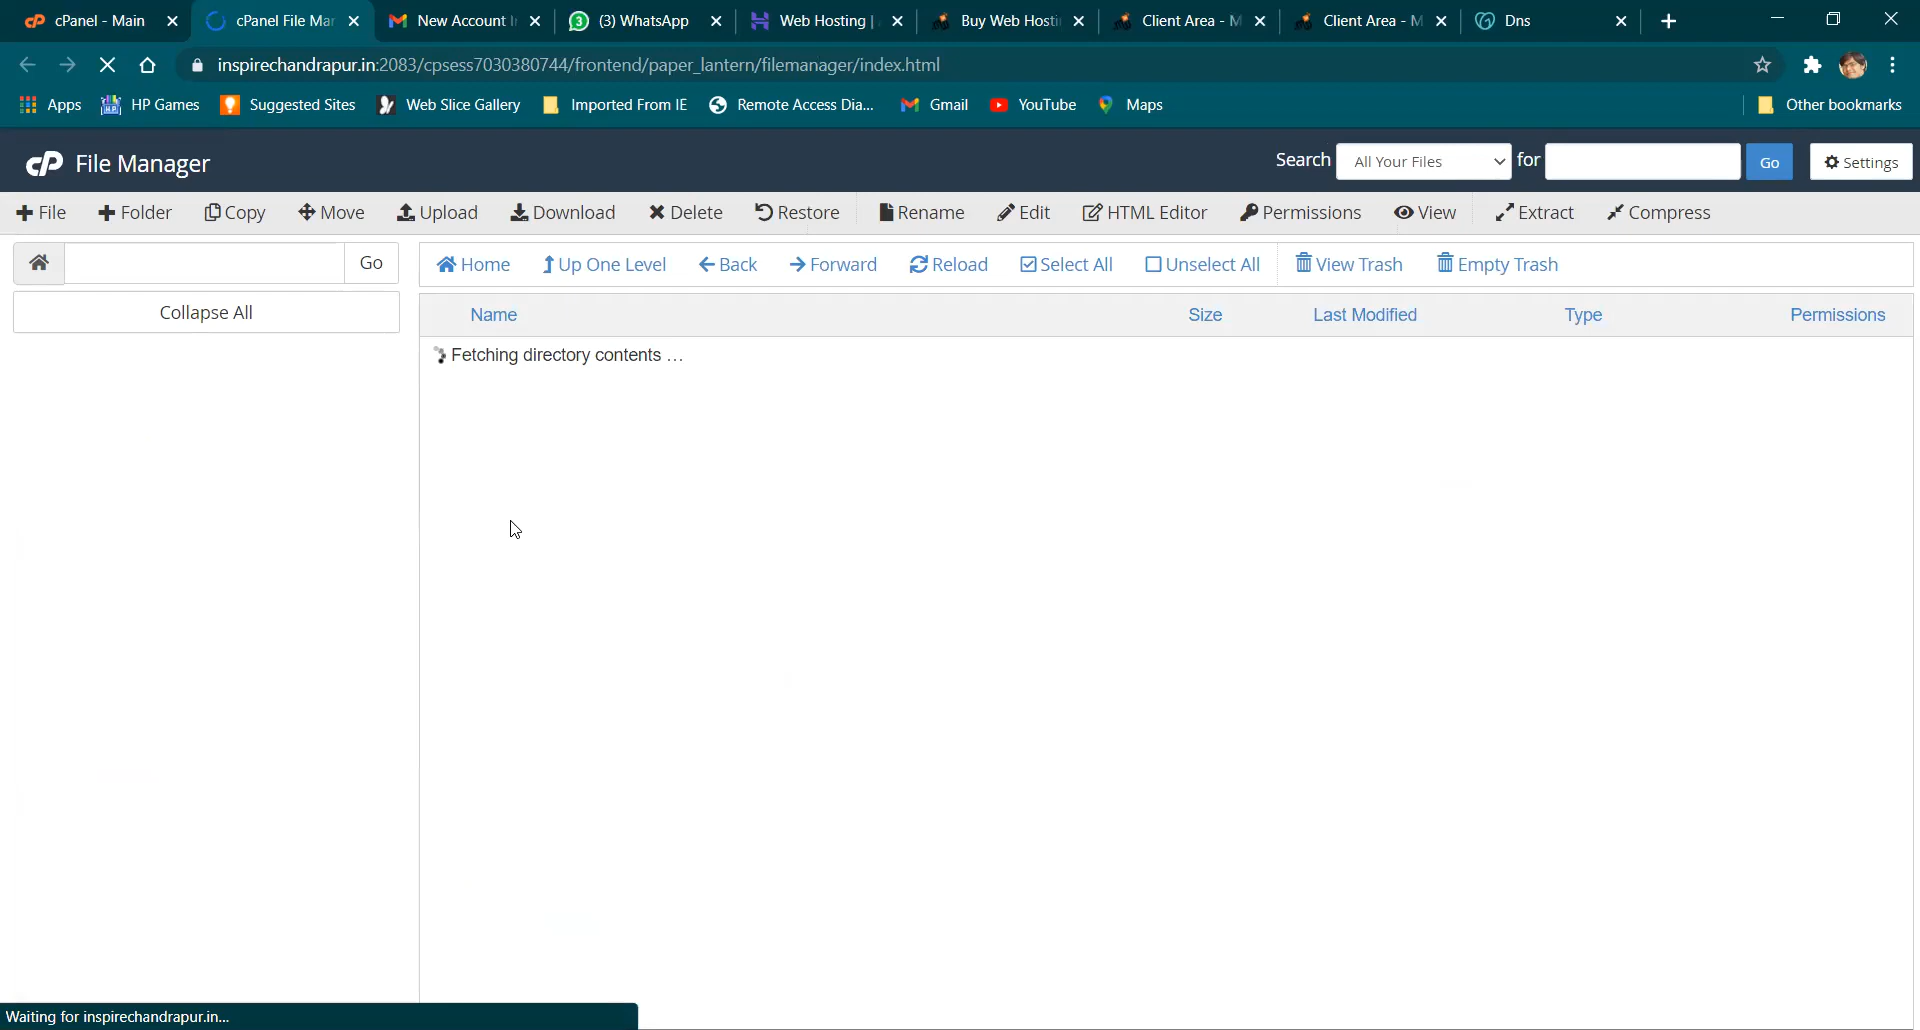 cPanel - Main
cPanel File Mar
New Account I
(3) WhatsApp
Web Hosting |
Buy Web Hosti
Client Area - M
Client Area - M
Dns
inspirechandrapur.in:2083/cpsess7030380744/frontend/paper_lantern/filemanager/index.html
Apps HP Games Suggested Sites Web Slice Gallery Imported From IE Remote Access Dia... Gmail YouTube Maps Other bookmarks
cP File Manager
Search All Your Files for Go Settings
File Folder Copy Move Upload Download Delete Restore Rename Edit HTML Editor Permissions View Extract Compress
Go
Home Up One Level Back Forward Reload Select All Unselect All View Trash Empty Trash
Collapse All
Name Size Last Modified Type Permissions
Fetching directory contents …
Waiting for inspirechandrapur.in...